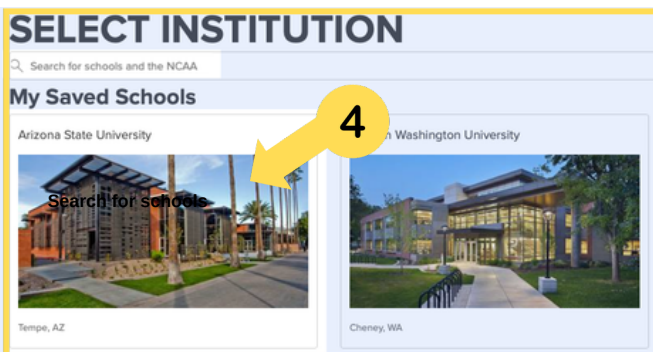 SELECT INSTITUTION
Search for schools and the NCAA
My Saved Schools
4
Arizona State University
Washington University
Search for schools
Tempe, AZ
Cheney, WA